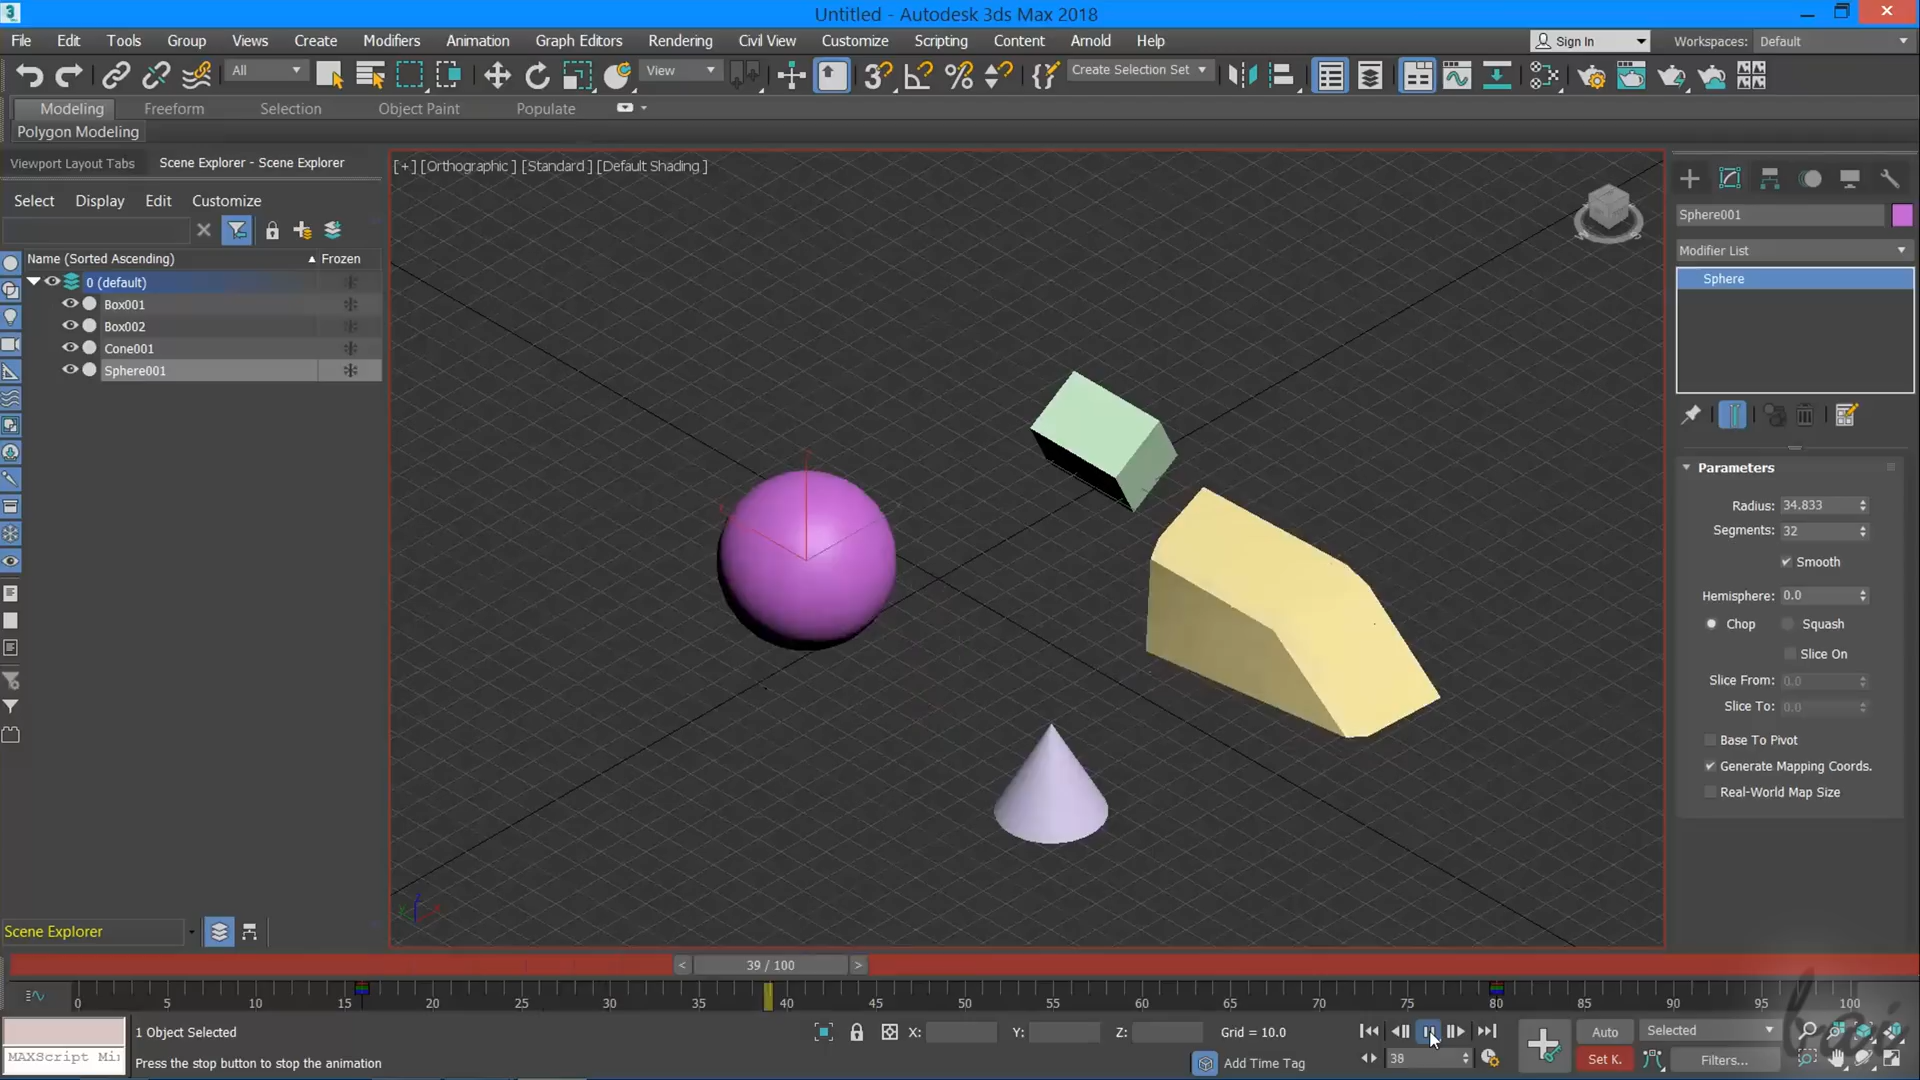 Untitled - Autodesk 3ds Max 2018
File Edit Tools Group Views Create Modifiers Animation Graph Editors Rendering Civil View Customize Scripting Content Arnold Help
Sign In Workspaces: Default
All View Create Selection Set
Modeling Freeform Selection Object Paint Populate
Polygon Modeling
Viewport Layout Tabs Scene Explorer - Scene Explorer
[+] [Orthographic ] [Standard ] [Default Shading ]
Select Display Edit Customize
Name (Sorted Ascending) Frozen
0 (default)
Box001
Box002
Cone001
Sphere001
Sphere001
Modifier List
Sphere
Parameters
Radius: 34.833
Segments: 32
Smooth
Hemisphere: 0.0
Chop Squash
Slice On
Slice From: 0.0
Slice To: 0.0
Base To Pivot
Generate Mapping Coords.
Real-World Map Size
Scene Explorer
< 39 / 100 >
0 5 10 15 20 25 30 35 40 45 50 55 60 65 70 75 80 85 90 95 100
1 Object Selected X: Y: Z: Grid = 10.0
Auto Selected
MAXScript Mi
Press the stop button to stop the animation
Add Time Tag
38
Set K. Filters...